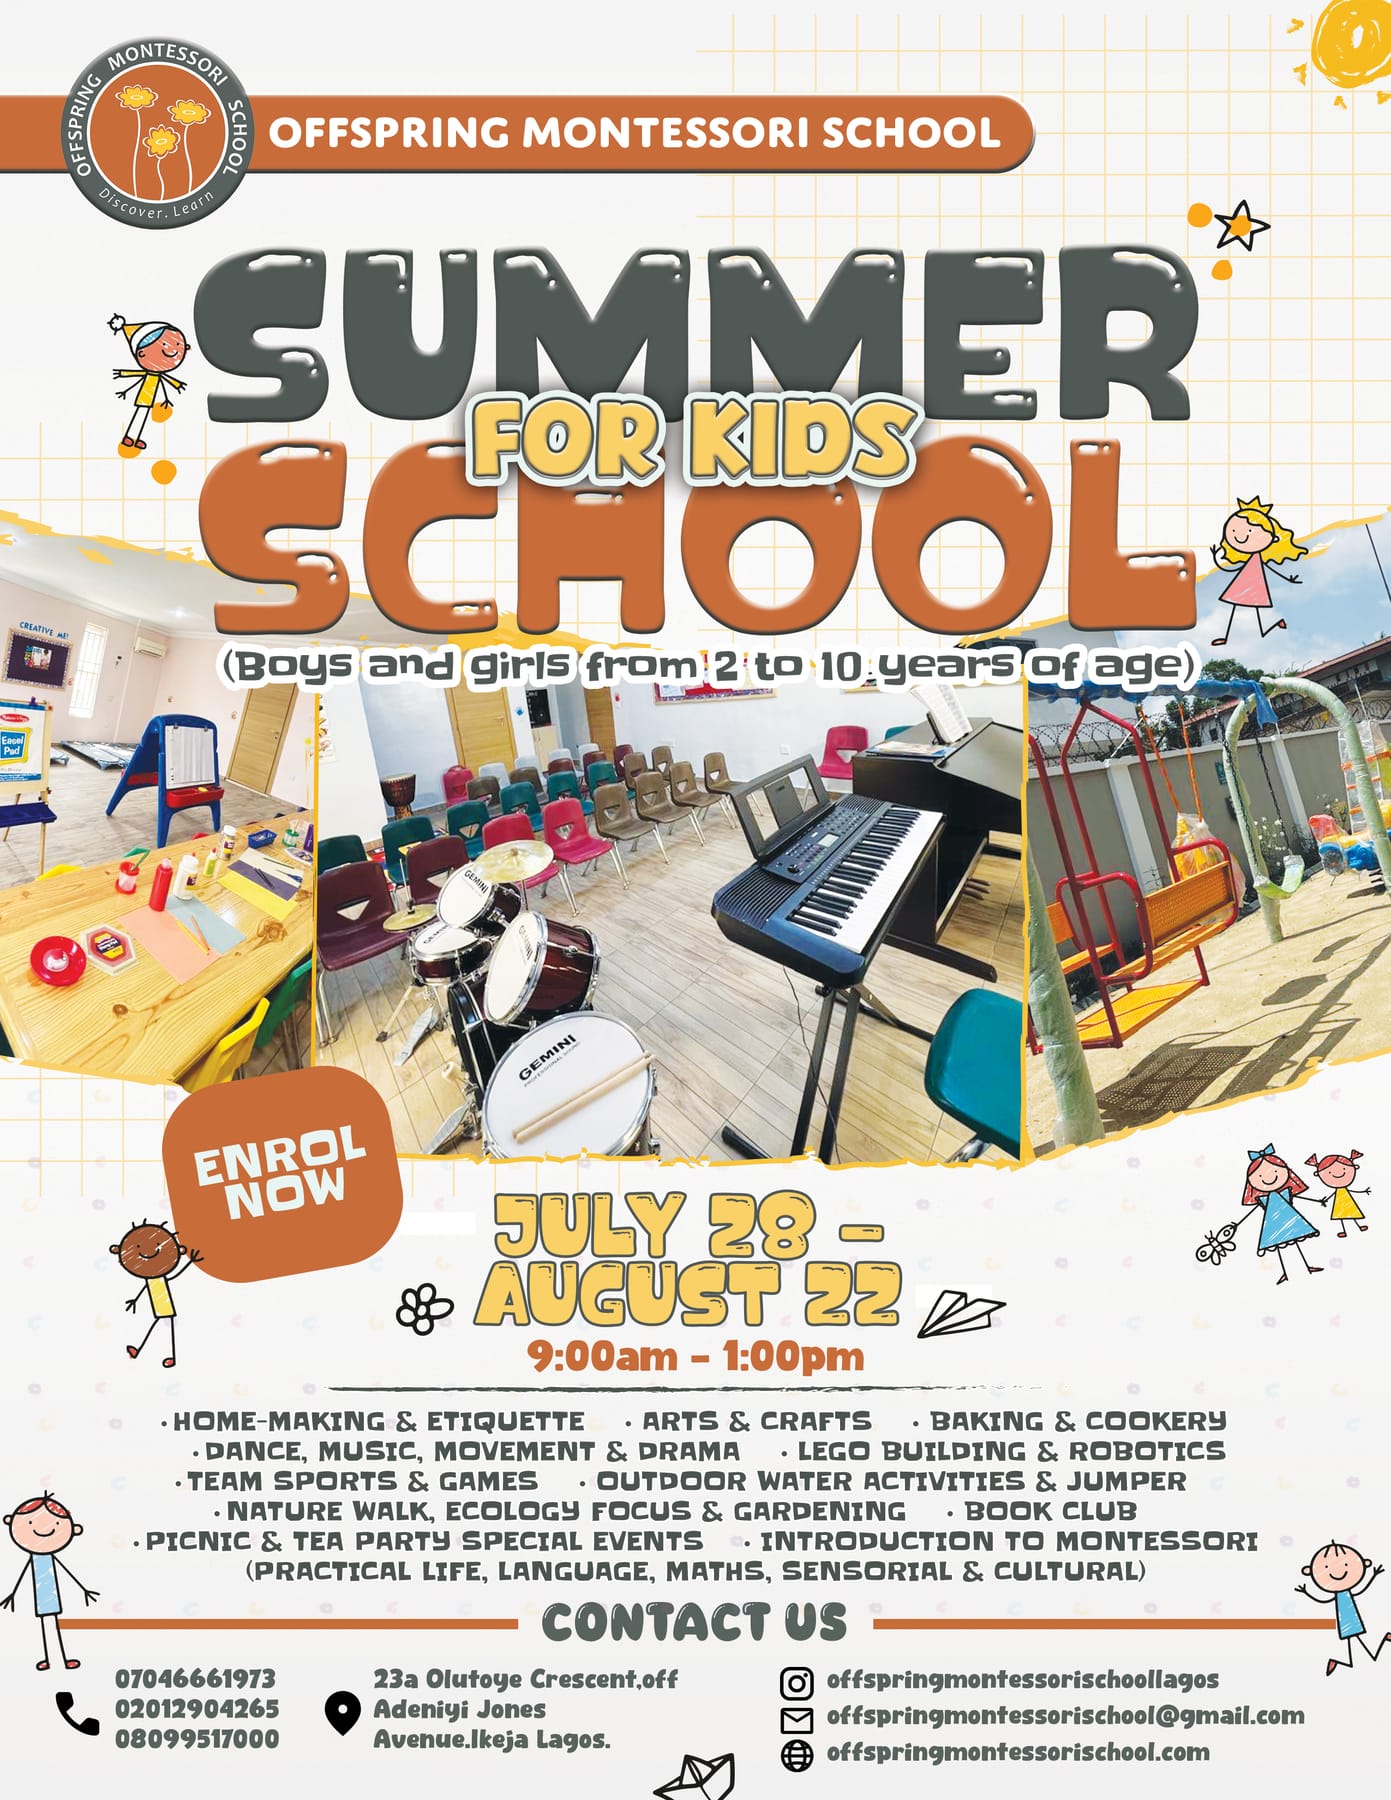 OFFSPRING MONTESSORI SCHOOL
Discover. Learn
OFFSPRING MONTESSORI SCHOOL
SUMMER
FOR KIDS
SCHOOL
(Boys and girls from 2 to 10 years of age)
CREATIVE ME!
Easel
Pad
GEMINI
GEMINI
GEMINI
GEMINI
PROFESSIONAL SOUND
ENROL
NOW
JULY 28 -
AUGUST 22
9:00am - 1:00pm
· HOME-MAKING & ETIQUETTE · ARTS & CRAFTS · BAKING & COOKERY
· DANCE, MUSIC, MOVEMENT & DRAMA · LEGO BUILDING & ROBOTICS
· TEAM SPORTS & GAMES · OUTDOOR WATER ACTIVITIES & JUMPER
· NATURE WALK, ECOLOGY FOCUS & GARDENING · BOOK CLUB
· PICNIC & TEA PARTY SPECIAL EVENTS · INTRODUCTION TO MONTESSORI
(PRACTICAL LIFE, LANGUAGE, MATHS, SENSORIAL & CULTURAL)
CONTACT US
07046661973
02012904265
08099517000
23a Olutoye Crescent,off
Adeniyi Jones
Avenue.Ikeja Lagos.
offspringmontessorischoollagos
offspringmontessorischool@gmail.com
offspringmontessorischool.com